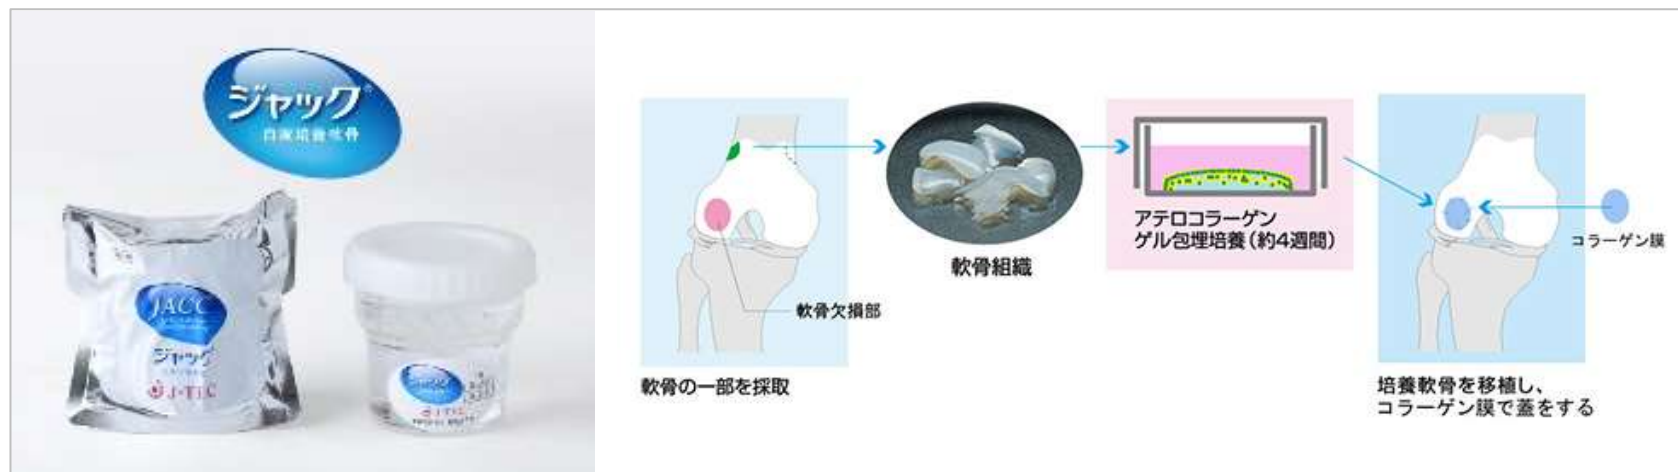 ジャック®
自家培養軟骨
JACC
ジャック
J-TEC
J-TEC
軟骨欠損部
軟骨の一部を採取
軟骨組織
アテロコラーゲン
ゲル包埋培養（約4週間）
コラーゲン膜
培養軟骨を移植し、
コラーゲン膜で蓋をする